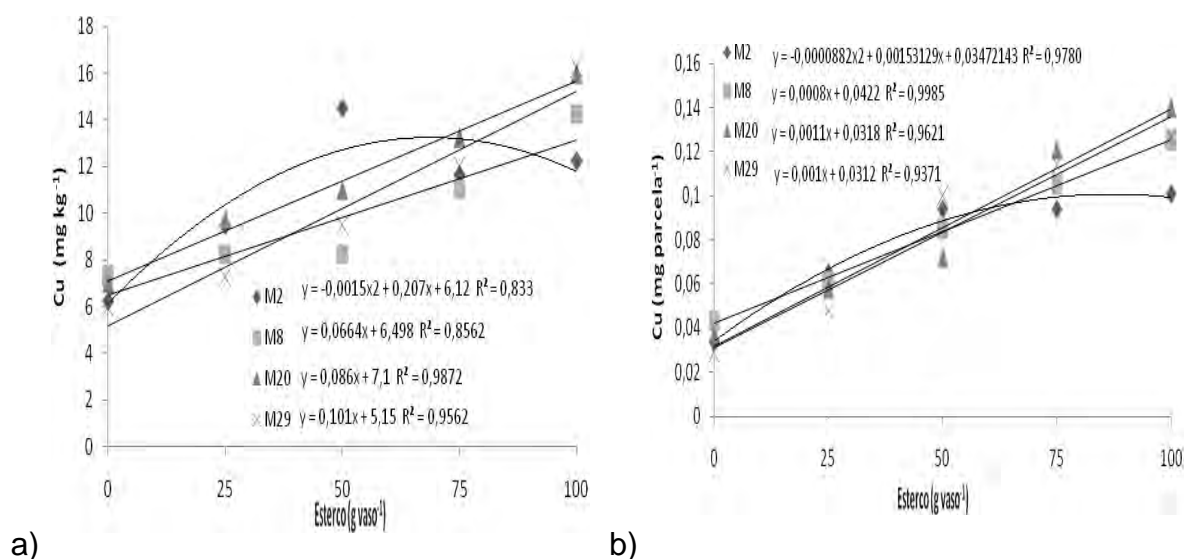 18
16
14
12
10
8
6
4
2
0
Cu (mg kg⁻¹)
M2 y=-0,0015x2+0,207x+6,12 R²=0,833
M8 y=0,0664x+6,498 R²=0,8562
M20 y=0,086x+7,1 R²=0,9872
M29 y=0,101x+5,15 R²=0,9562
0 25 50 75 100
Esterco (g vaso⁻¹)
a)
0,16
0,14
0,12
0,1
0,08
0,06
0,04
0,02
0
Cu (mg parcela⁻¹)
M2 y=-0,0000882x2+0,00153129x+0,03472143 R²=0,9780
M8 y=0,0008x+0,0422 R²=0,9985
M20 y=0,0011x+0,0318 R²=0,9621
M29 y=0,001x+0,0312 R²=0,9371
0 25 50 75 100
Esterco (g vaso⁻¹)
b)